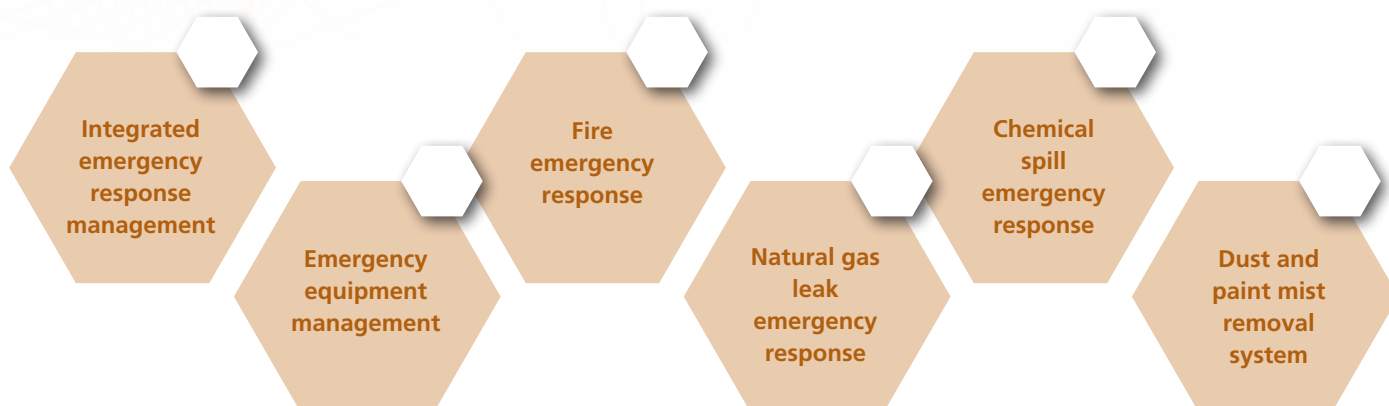 Integrated
emergency
response
management
Emergency
equipment
management
Fire
emergency
response
Natural gas
leak
emergency
response
Chemical
spill
emergency
response
Dust and
paint mist
removal
system